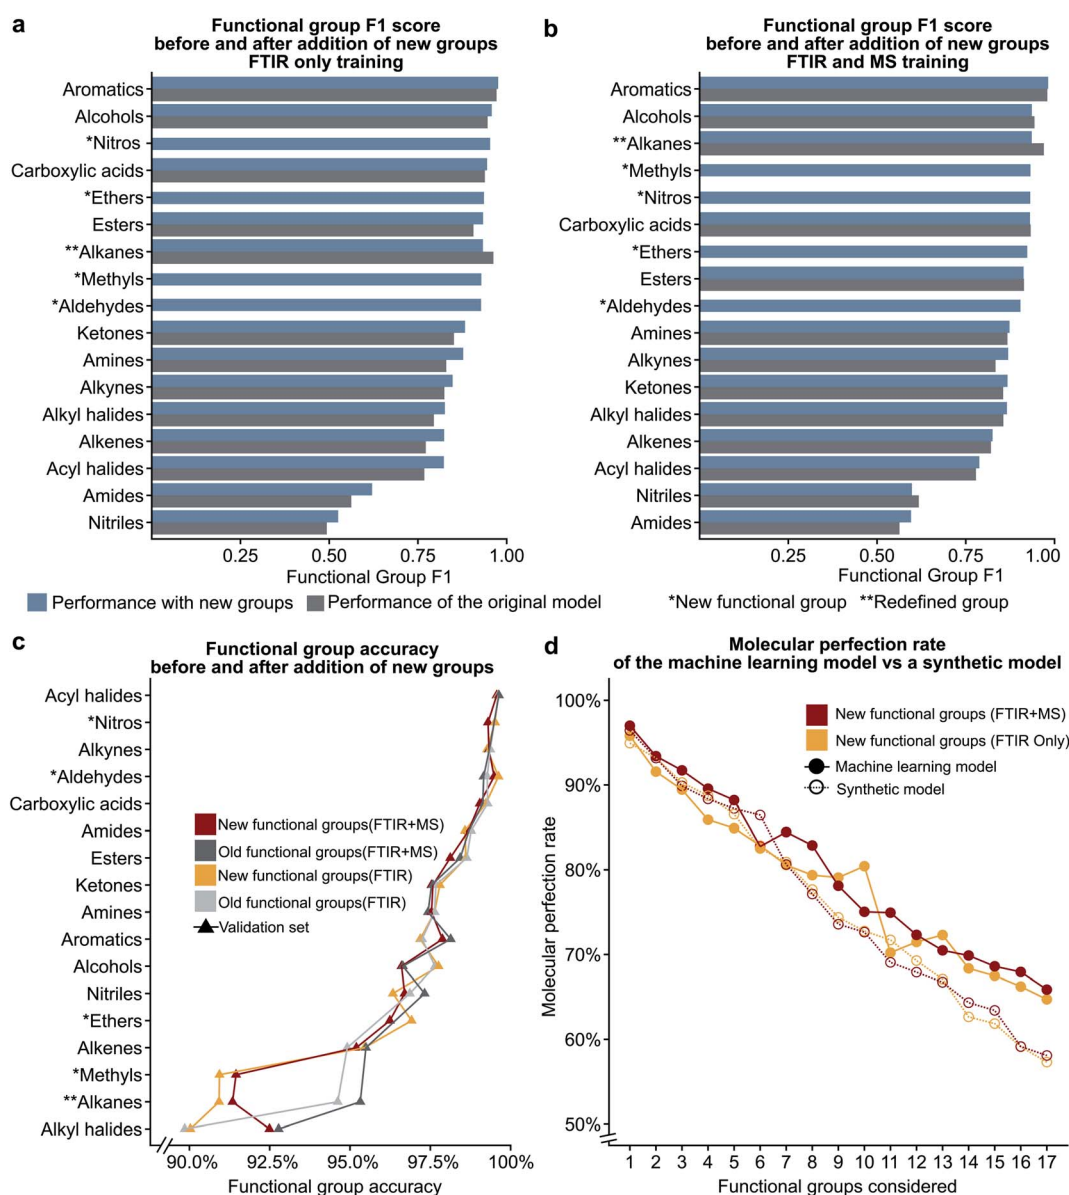 a
Functional group F1 score
before and after addition of new groups
FTIR only training
Aromatics
Alcohols
*Nitros
Carboxylic acids
*Ethers
Esters
**Alkanes
*Methyls
*Aldehydes
Ketones
Amines
Alkynes
Alkyl halides
Alkenes
Acyl halides
Amides
Nitriles
0.25 0.50 0.75 1.00
Functional Group F1
b
Functional group F1 score
before and after addition of new groups
FTIR and MS training
Aromatics
Alcohols
**Alkanes
*Methyls
*Nitros
Carboxylic acids
*Ethers
Esters
*Aldehydes
Amines
Alkynes
Ketones
Alkyl halides
Alkenes
Acyl halides
Nitriles
Amides
0.25 0.50 0.75 1.00
Functional Group F1
Performance with new groups Performance of the original model *New functional group **Redefined group
c
Functional group accuracy
before and after addition of new groups
Acyl halides
*Nitros
Alkynes
*Aldehydes
Carboxylic acids
Amides
Esters
Ketones
Amines
Aromatics
Alcohols
Nitriles
*Ethers
Alkenes
*Methyls
**Alkanes
Alkyl halides
New functional groups(FTIR+MS)
Old functional groups(FTIR+MS)
New functional groups(FTIR)
Old functional groups(FTIR)
Validation set
90.0% 92.5% 95.0% 97.5% 100%
Functional group accuracy
d
Molecular perfection rate
of the machine learning model vs a synthetic model
Molecular perfection rate
100%
90%
80%
70%
60%
50%
New functional groups (FTIR+MS)
New functional groups (FTIR Only)
Machine learning model
Synthetic model
1 2 3 4 5 6 7 8 9 10 11 12 13 14 15 16 17
Functional groups considered